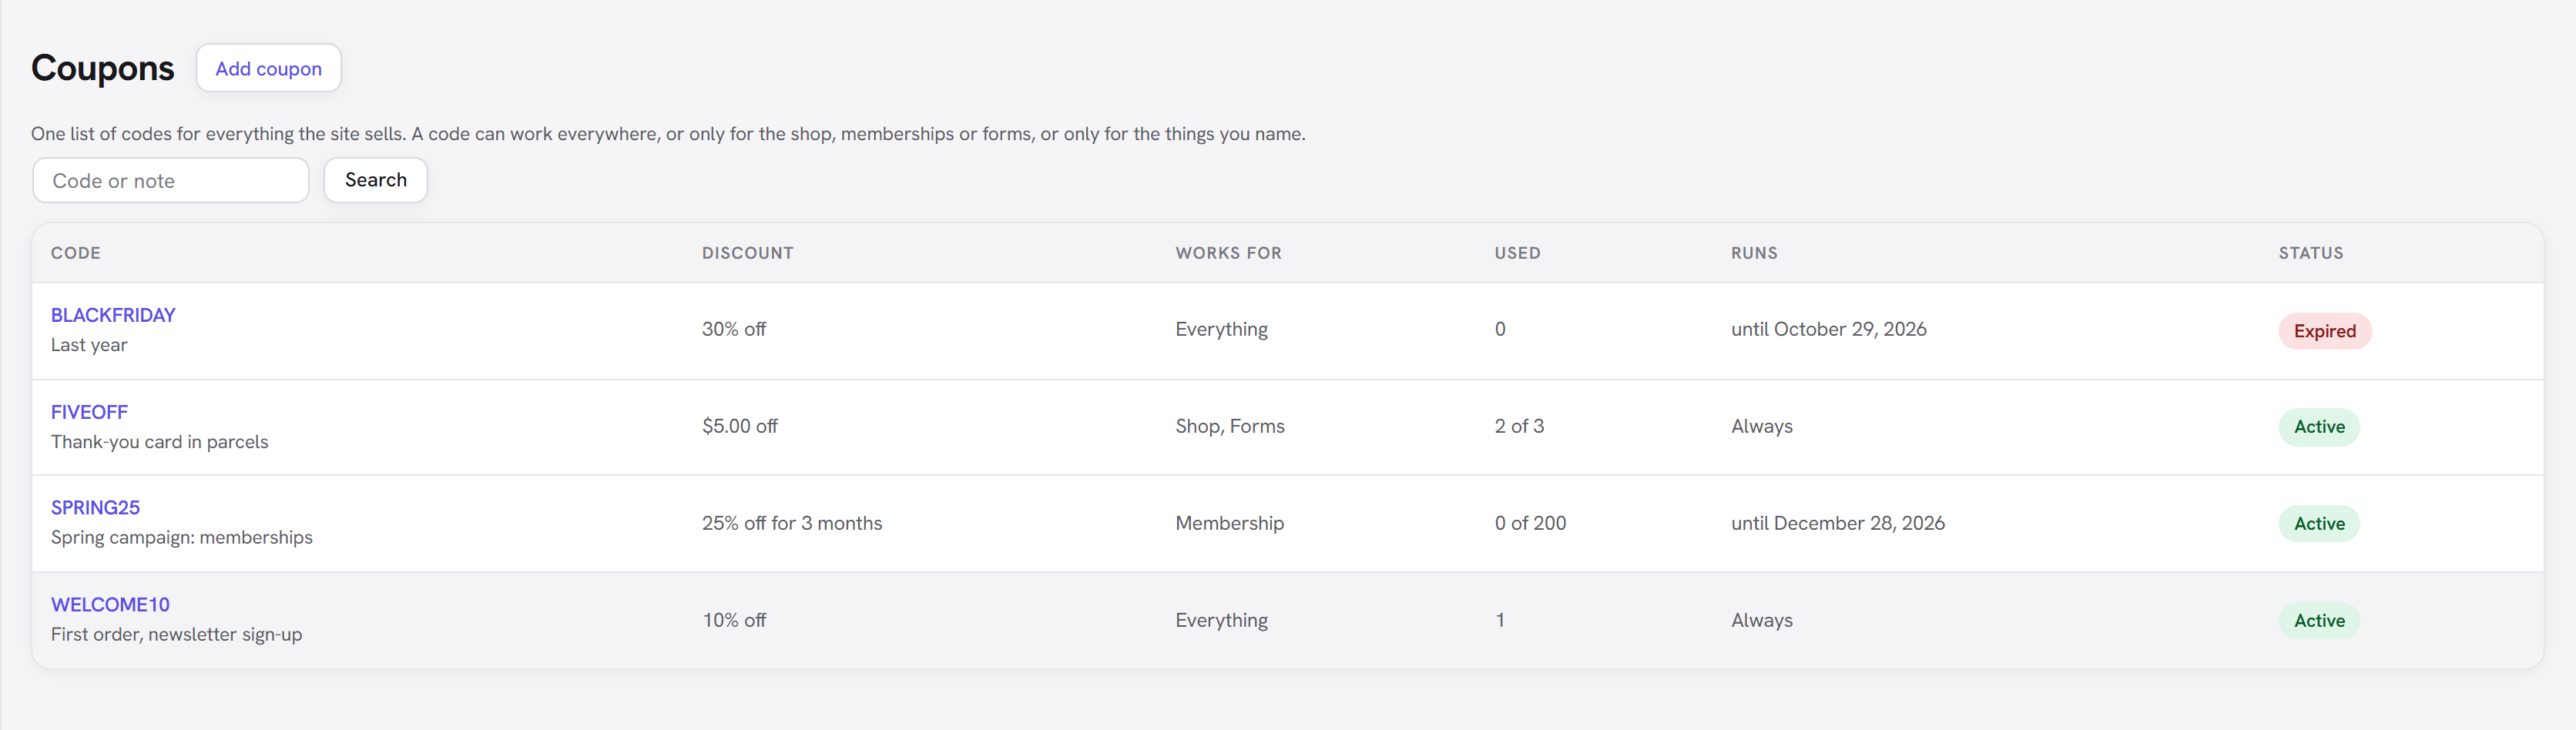 Coupons
Add coupon
One list of codes for everything the site sells. A code can work everywhere, or only for the shop, memberships or forms, or only for the things you name.
Code or note
Search
CODE DISCOUNT WORKS FOR USED RUNS STATUS
BLACKFRIDAY
Last year
30% off Everything 0 until October 29, 2026 Expired
FIVEOFF
Thank-you card in parcels
$5.00 off Shop, Forms 2 of 3 Always Active
SPRING25
Spring campaign: memberships
25% off for 3 months Membership 0 of 200 until December 28, 2026 Active
WELCOME10
First order, newsletter sign-up
10% off Everything 1 Always Active